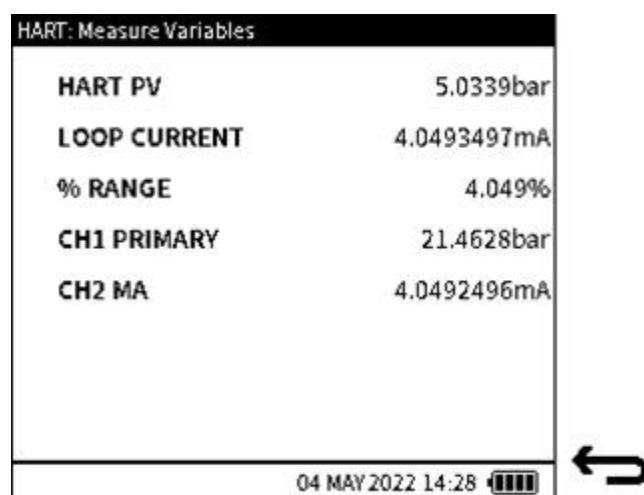 HART: Measure Variables
HART PV 5.0339bar
LOOP CURRENT 4.0493497mA
% RANGE 4.049%
CH1 PRIMARY 21.4628bar
CH2 MA 4.0492496mA
04 MAY 2022 14:28